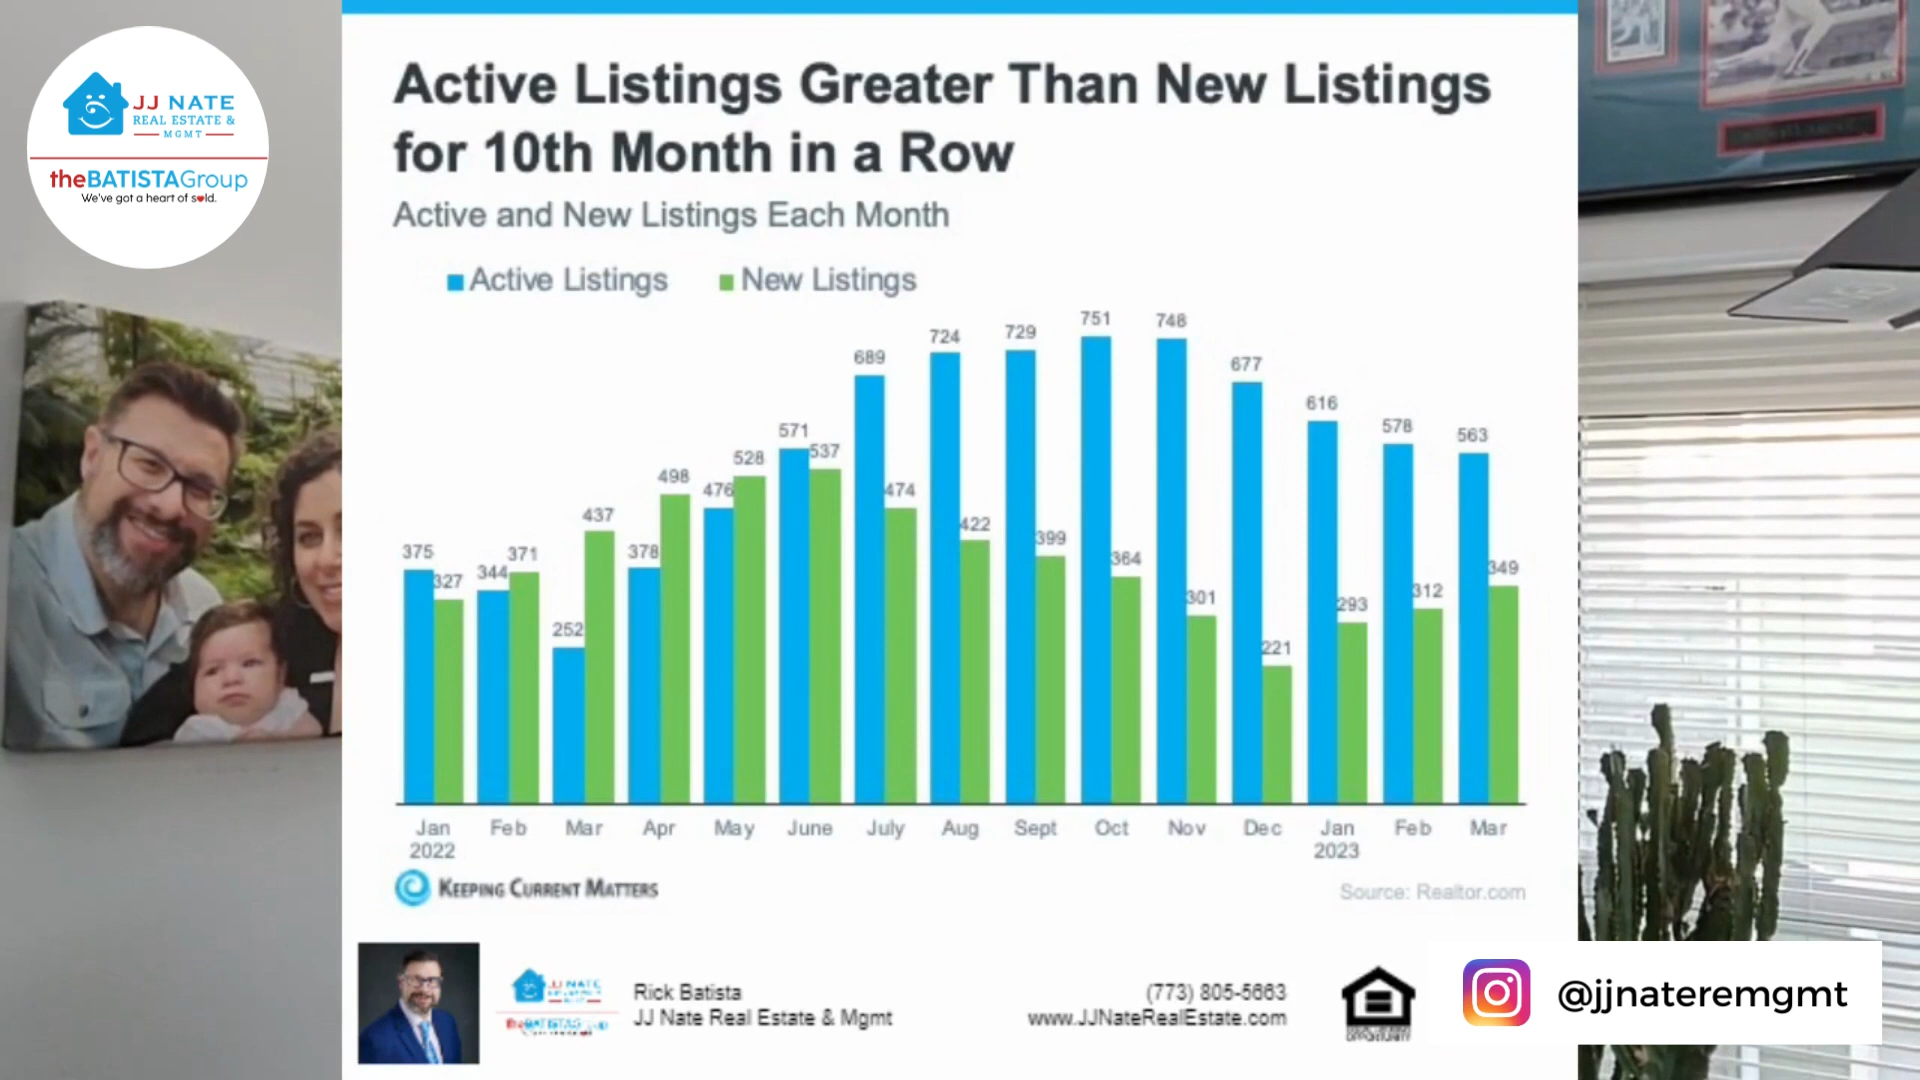 JJ NATE
REAL ESTATE &
MGMT
theBATISTAGroup
We've got a heart of sold.
Active Listings Greater Than New Listings
for 10th Month in a Row
Active and New Listings Each Month
Active Listings New Listings
375 327 344 371 252 437 378 498 476 528 571 537 689 474 724 422 729 399 751 364 748 301 677 221 616 293 578 312 563 349
Jan Feb Mar Apr May June July Aug Sept Oct Nov Dec Jan Feb Mar
2022 2023
KEEPING CURRENT MATTERS
Source: Realtor.com
JJ NATE
Rick Batista
JJ Nate Real Estate & Mgmt
(773) 805-5663
www.JJNateRealEstate.com
OPPORTUNITY
@jjnateremgmt